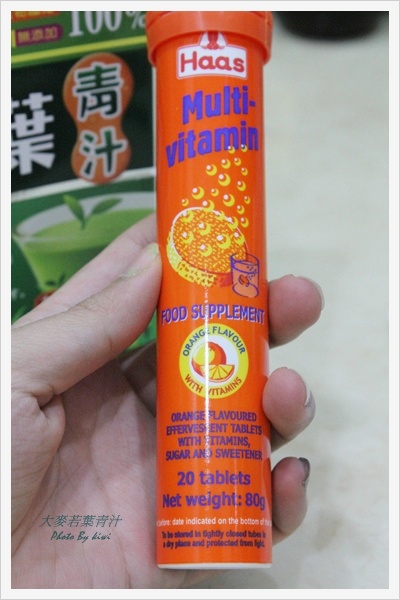 100%
無添加
青汁
葉
Haas
Multi-
vitamin
FOOD SUPPLEMENT
ORANGE FLAVOUR
WITH VITAMINS
ORANGE FLAVOURED
EFFERVESCENT TABLETS
WITH VITAMINS,
SUGAR AND SWEETENER
20 tablets
Net weight: 80g
before: date indicated on the bottom of the
To be stored in tightly closed tubes in
a dry place and protected from light.
大麥若葉青汁
Photo By kiwi